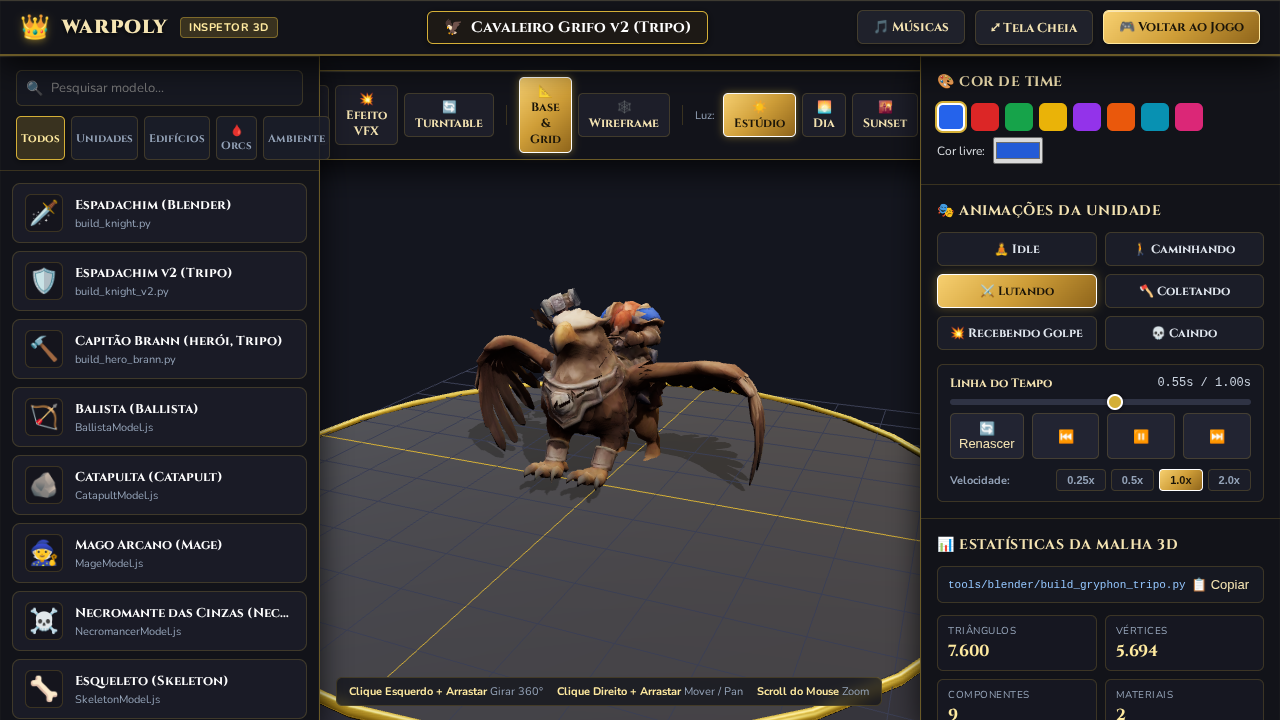 WARPOLY
INSPETOR 3D
Cavaleiro Grifo v2 (Tripo)
Músicas
Tela Cheia
Voltar ao Jogo
Pesquisar modelo...
Todos
Unidades
Edifícios
Orcs
Ambiente
Espadachim (Blender)
build_knight.py
Espadachim v2 (Tripo)
build_knight_v2.py
Capitão Brann (herói, Tripo)
build_hero_brann.py
Balista (Ballista)
BallistaModel.js
Catapulta (Catapult)
CatapultModel.js
Mago Arcano (Mage)
MageModel.js
Necromante das Cinzas (Nec...
NecromancerModel.js
Esqueleto (Skeleton)
SkeletonModel.js
Efeito
VFX
Turntable
Base
&
Grid
Wireframe
Luz:
Estúdio
Dia
Sunset
Clique Esquerdo + Arrastar Girar 360° Clique Direito + Arrastar Mover / Pan Scroll do Mouse Zoom
Cor de Time
Cor livre:
Animações da Unidade
Idle
Caminhando
Lutando
Coletando
Recebendo Golpe
Caindo
Linha do Tempo
0.55s / 1.00s
Renascer
Velocidade:
0.25x
0.5x
1.0x
2.0x
Estatísticas da Malha 3D
tools/blender/build_gryphon_tripo.py
Copiar
TRIÂNGULOS
7.600
VÉRTICES
5.694
COMPONENTES
9
MATERIAIS
2